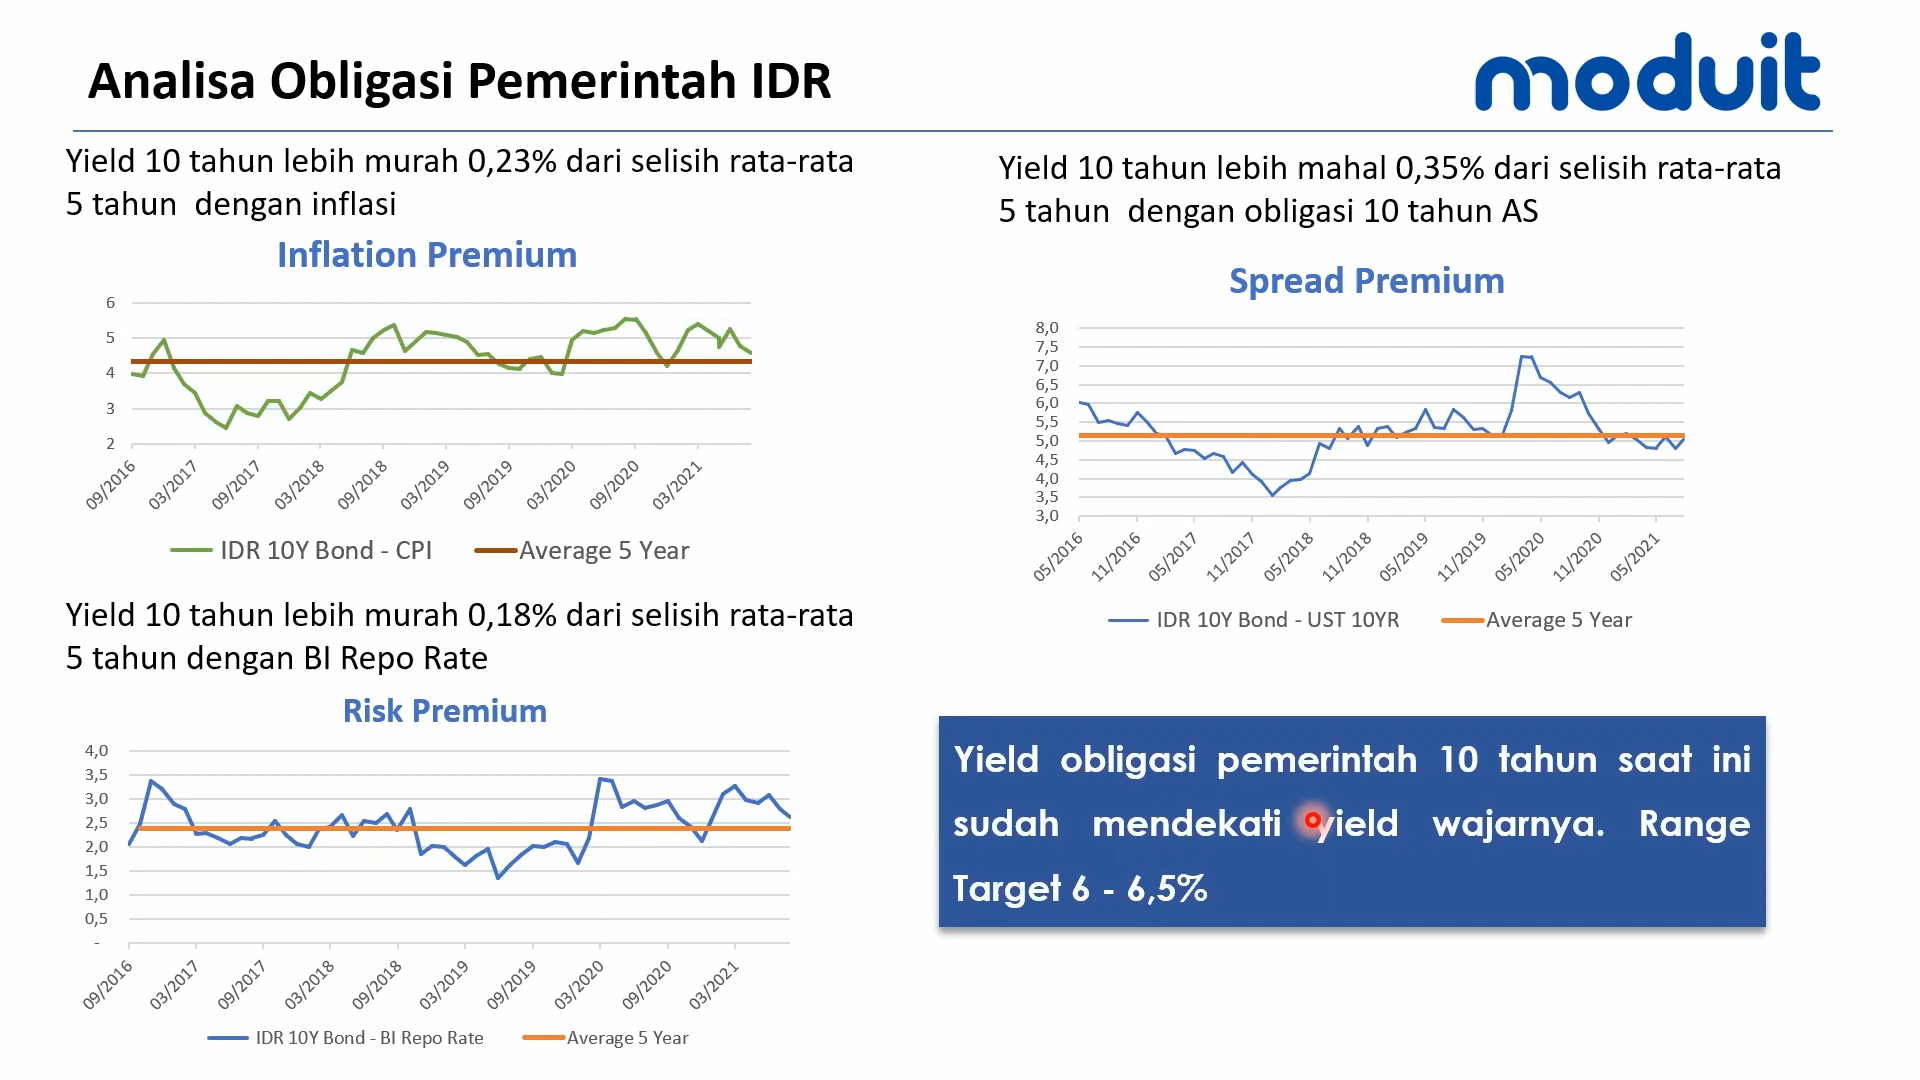 Analisa Obligasi Pemerintah IDR
moduit
Yield 10 tahun lebih murah 0,23% dari selisih rata-rata
5 tahun  dengan inflasi
Inflation Premium
6
5
4
3
2
09/2016
03/2017
09/2017
03/2018
09/2018
03/2019
09/2019
03/2020
09/2020
03/2021
IDR 10Y Bond - CPI
Average 5 Year
Yield 10 tahun lebih murah 0,18% dari selisih rata-rata
5 tahun dengan BI Repo Rate
Risk Premium
4,0
3,5
3,0
2,5
2,0
1,5
1,0
0,5
-
09/2016
03/2017
09/2017
03/2018
09/2018
03/2019
09/2019
03/2020
09/2020
03/2021
IDR 10Y Bond - BI Repo Rate
Average 5 Year
Yield 10 tahun lebih mahal 0,35% dari selisih rata-rata
5 tahun  dengan obligasi 10 tahun AS
Spread Premium
8,0
7,5
7,0
6,5
6,0
5,5
5,0
4,5
4,0
3,5
3,0
05/2016
11/2016
05/2017
11/2017
05/2018
11/2018
05/2019
11/2019
05/2020
11/2020
05/2021
IDR 10Y Bond - UST 10YR
Average 5 Year
Yield obligasi pemerintah 10 tahun saat ini
sudah mendekati yield wajarnya. Range
Target 6 - 6,5%